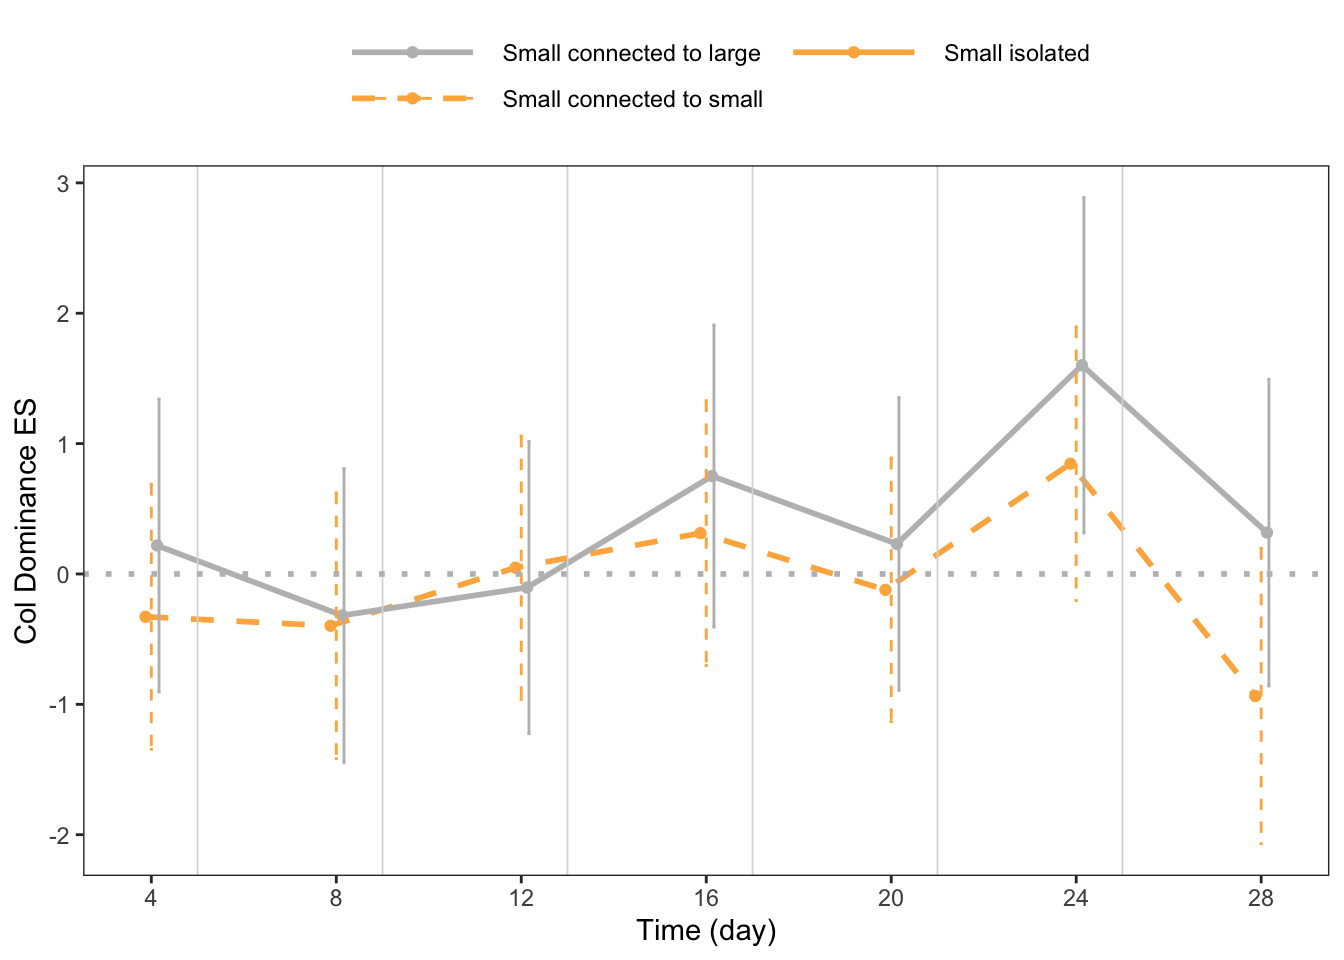 Small connected to large
Small isolated
Small connected to small
Col Dominance ES
3
2
1
0
-1
-2
4
8
12
16
20
24
28
Time (day)